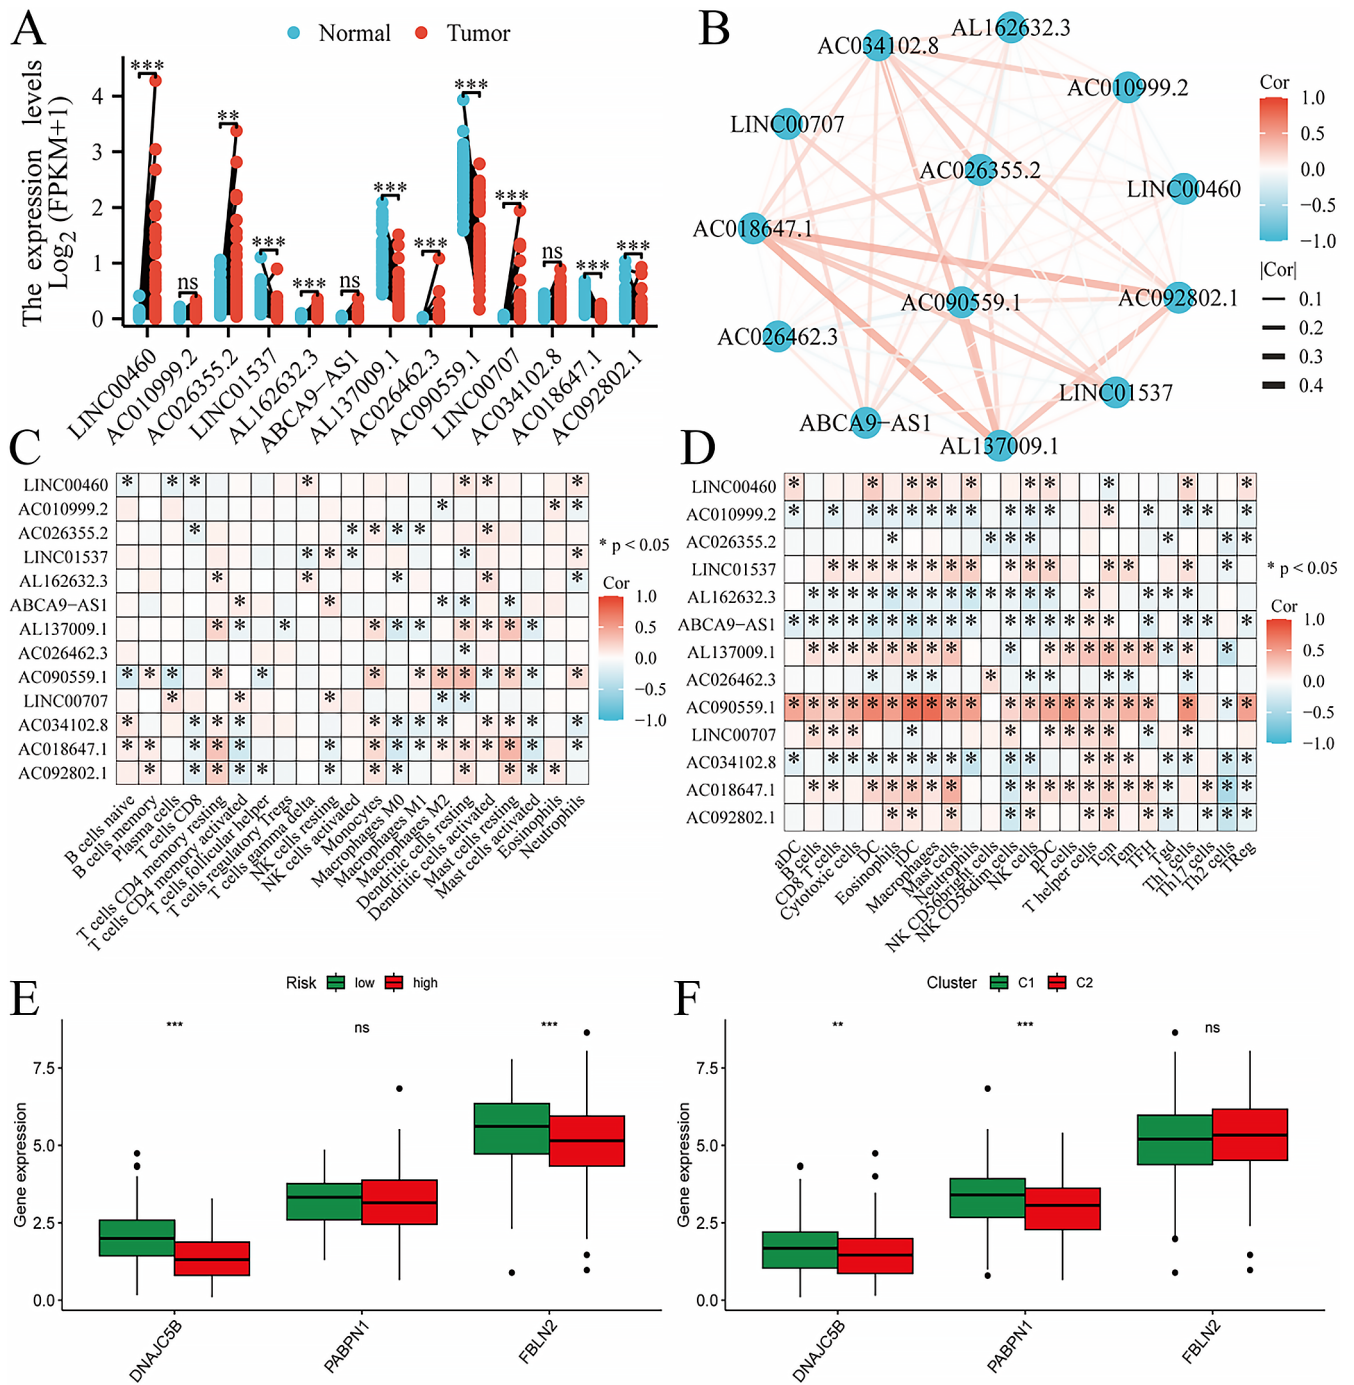 A
Normal
Tumor
The expression levels
Log2 (FPKM+1)
4
3
2
1
0
***
ns
**
***
***
ns
***
***
***
***
ns
***
***
LINC00460
AC010999.2
AC026355.2
LINC01537
AL162632.3
ABCA9-AS1
AL137009.1
AC026462.3
AC090559.1
LINC00707
AC034102.8
AC018647.1
AC092802.1
B
AL162632.3
AC034102.8
AC010999.2
LINC00707
AC026355.2
LINC00460
AC018647.1
AC090559.1
AC092802.1
AC026462.3
LINC01537
ABCA9-AS1
AL137009.1
Cor
1.0
0.5
0.0
-0.5
-1.0
|Cor|
0.1
0.2
0.3
0.4
C
LINC00460
AC010999.2
AC026355.2
LINC01537
AL162632.3
ABCA9-AS1
AL137009.1
AC026462.3
AC090559.1
LINC00707
AC034102.8
AC018647.1
AC092802.1
B cells naive
B cells memory
Plasma cells
T cells CD8
T cells CD4 memory resting
T cells CD4 memory activated
T cells follicular helper
T cells regulatory Tregs
T cells gamma delta
NK cells resting
NK cells activated
Monocytes
Macrophages M0
Macrophages M1
Macrophages M2
Dendritic cells resting
Dendritic cells activated
Mast cells resting
Mast cells activated
Eosinophils
Neutrophils
* p < 0.05
Cor
1.0
0.5
0.0
-0.5
-1.0
D
LINC00460
AC010999.2
AC026355.2
LINC01537
AL162632.3
ABCA9-AS1
AL137009.1
AC026462.3
AC090559.1
LINC00707
AC034102.8
AC018647.1
AC092802.1
aDC
B cells
CD8 T cells
Cytotoxic cells
DC
Eosinophils
iDC
Macrophages
Mast cells
Neutrophils
NK CD56bright cells
NK CD56dim cells
NK cells
pDC
T cells
T helper cells
Tcm
Tem
TFH
Tgd
Th1 cells
Th17 cells
Th2 cells
TReg
* p < 0.05
Cor
1.0
0.5
0.0
-0.5
-1.0
E
Risk low high
Gene expression
7.5
5.0
2.5
0.0
***
ns
***
DNAJC5B
PABPN1
FBLN2
F
Cluster C1 C2
Gene expression
7.5
5.0
2.5
0.0
**
***
ns
DNAJC5B
PABPN1
FBLN2